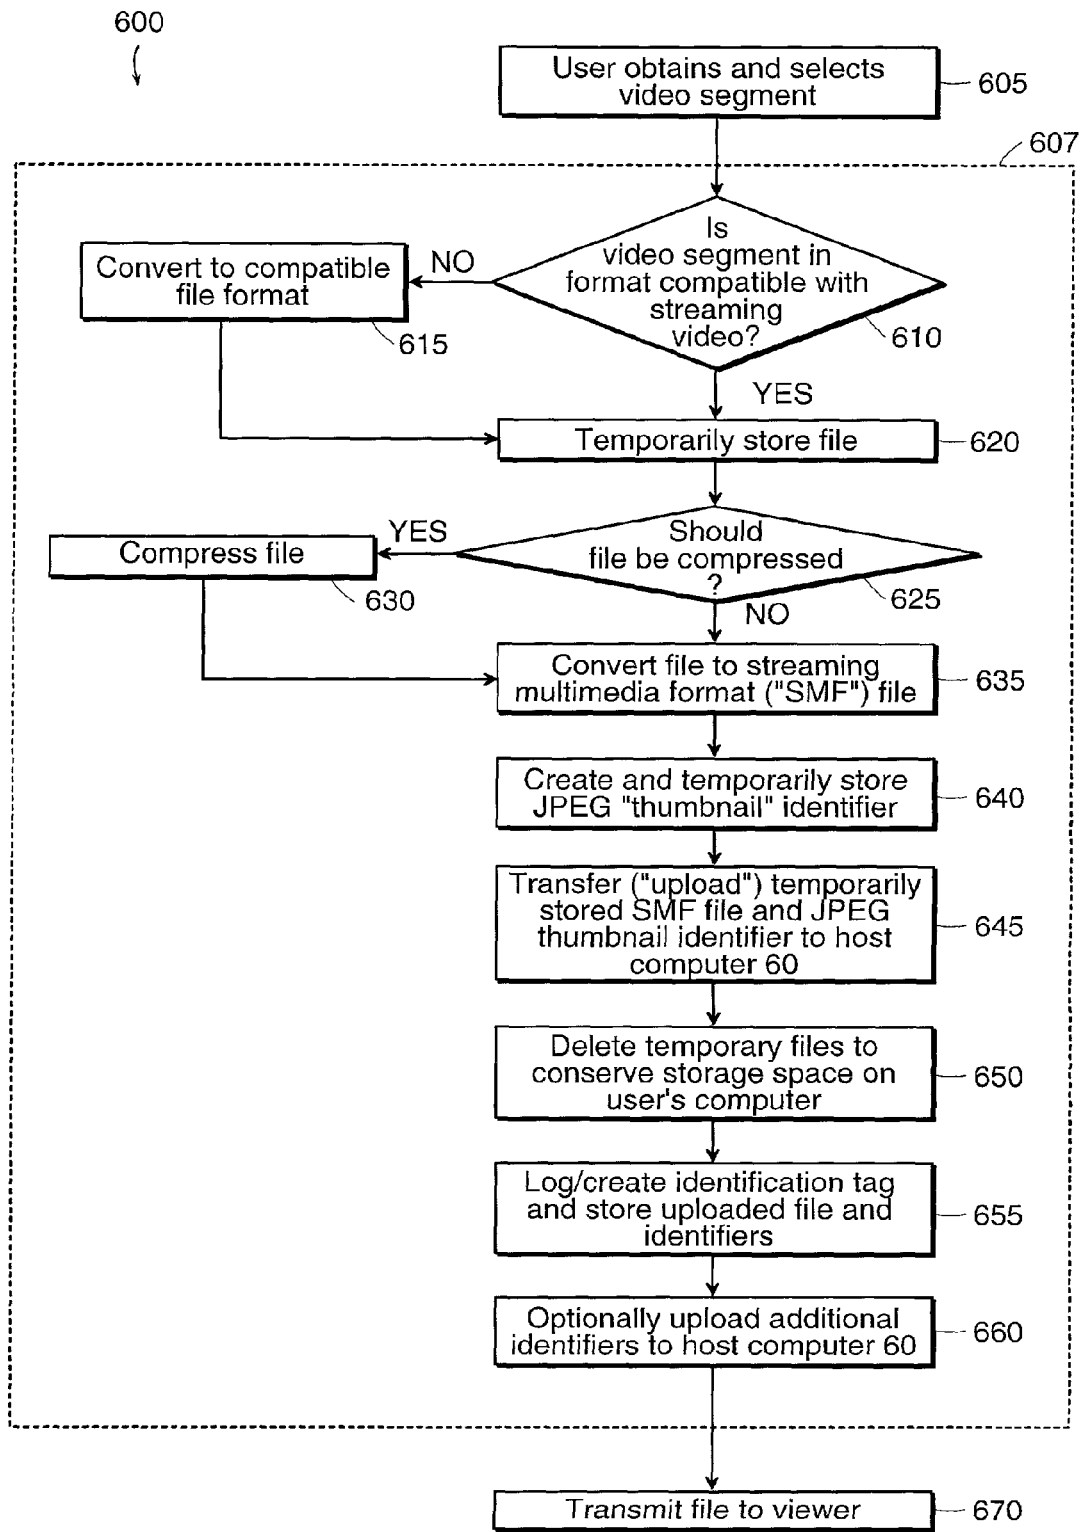 600
User obtains and selects
video segment
605
607
Is
video segment in
format compatible with
streaming
video?
610
NO
Convert to compatible
file format
615
YES
Temporarily store file
620
Should
file be compressed
?
625
YES
Compress file
630
NO
Convert file to streaming
multimedia format ("SMF") file
635
Create and temporarily store
JPEG "thumbnail" identifier
640
Transfer ("upload") temporarily
stored SMF file and JPEG
thumbnail identifier to host
computer 60
645
Delete temporary files to
conserve storage space on
user's computer
650
Log/create identification tag
and store uploaded file and
identifiers
655
Optionally upload additional
identifiers to host computer 60
660
Transmit file to viewer
670